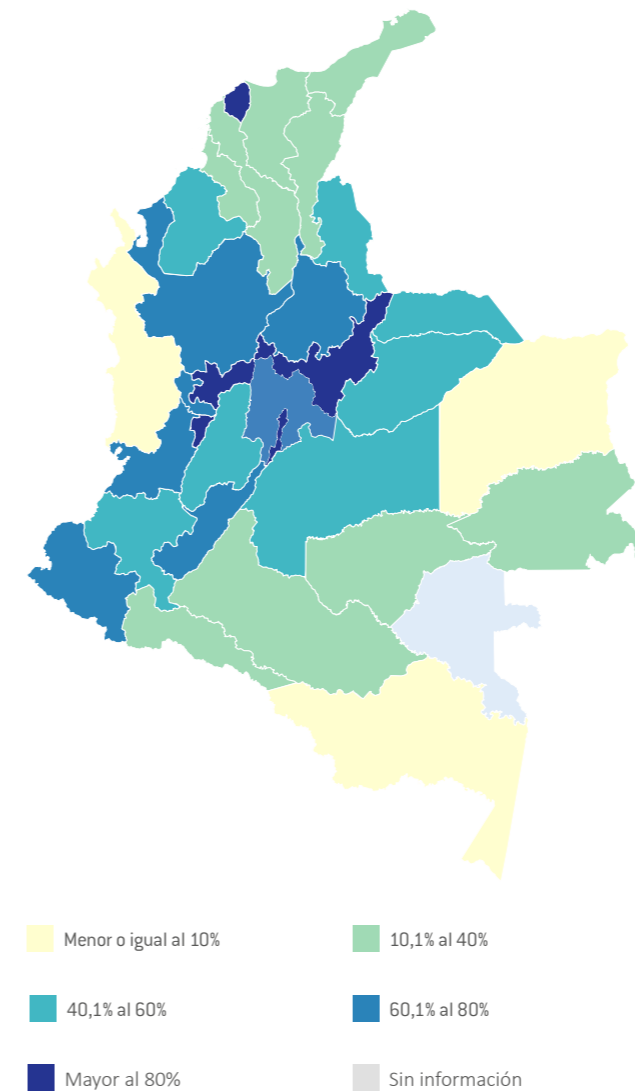 Menor o igual al 10%
10,1% al 40%
40,1% al 60%
60,1% al 80%
Mayor al 80%
Sin información